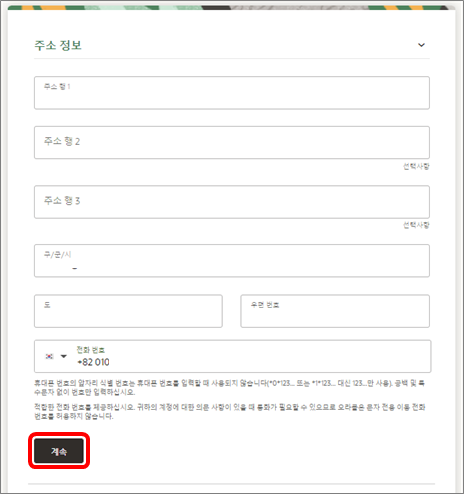 주소 정보
주소 행 1
주소 행 2
선택사항
주소 행 3
선택사항
구/군/시
–
도
우편 번호
전화 번호
+82 010
휴대폰 번호의 앞자리 식별 번호는 휴대폰 번호를 입력할 때 사용되지 않습니다("0"123... 또는 "1"123... 대신 123...만 사용). 공백 및 특
수문자 없이 번호만 입력하십시오.
적합한 전화 번호를 제공하십시오. 귀하의 계정에 대한 의문 사항이 있을 때 통화가 필요할 수 있으므로 오라클은 문자 전용 이동 전화
번호를 허용하지 않습니다.
계속